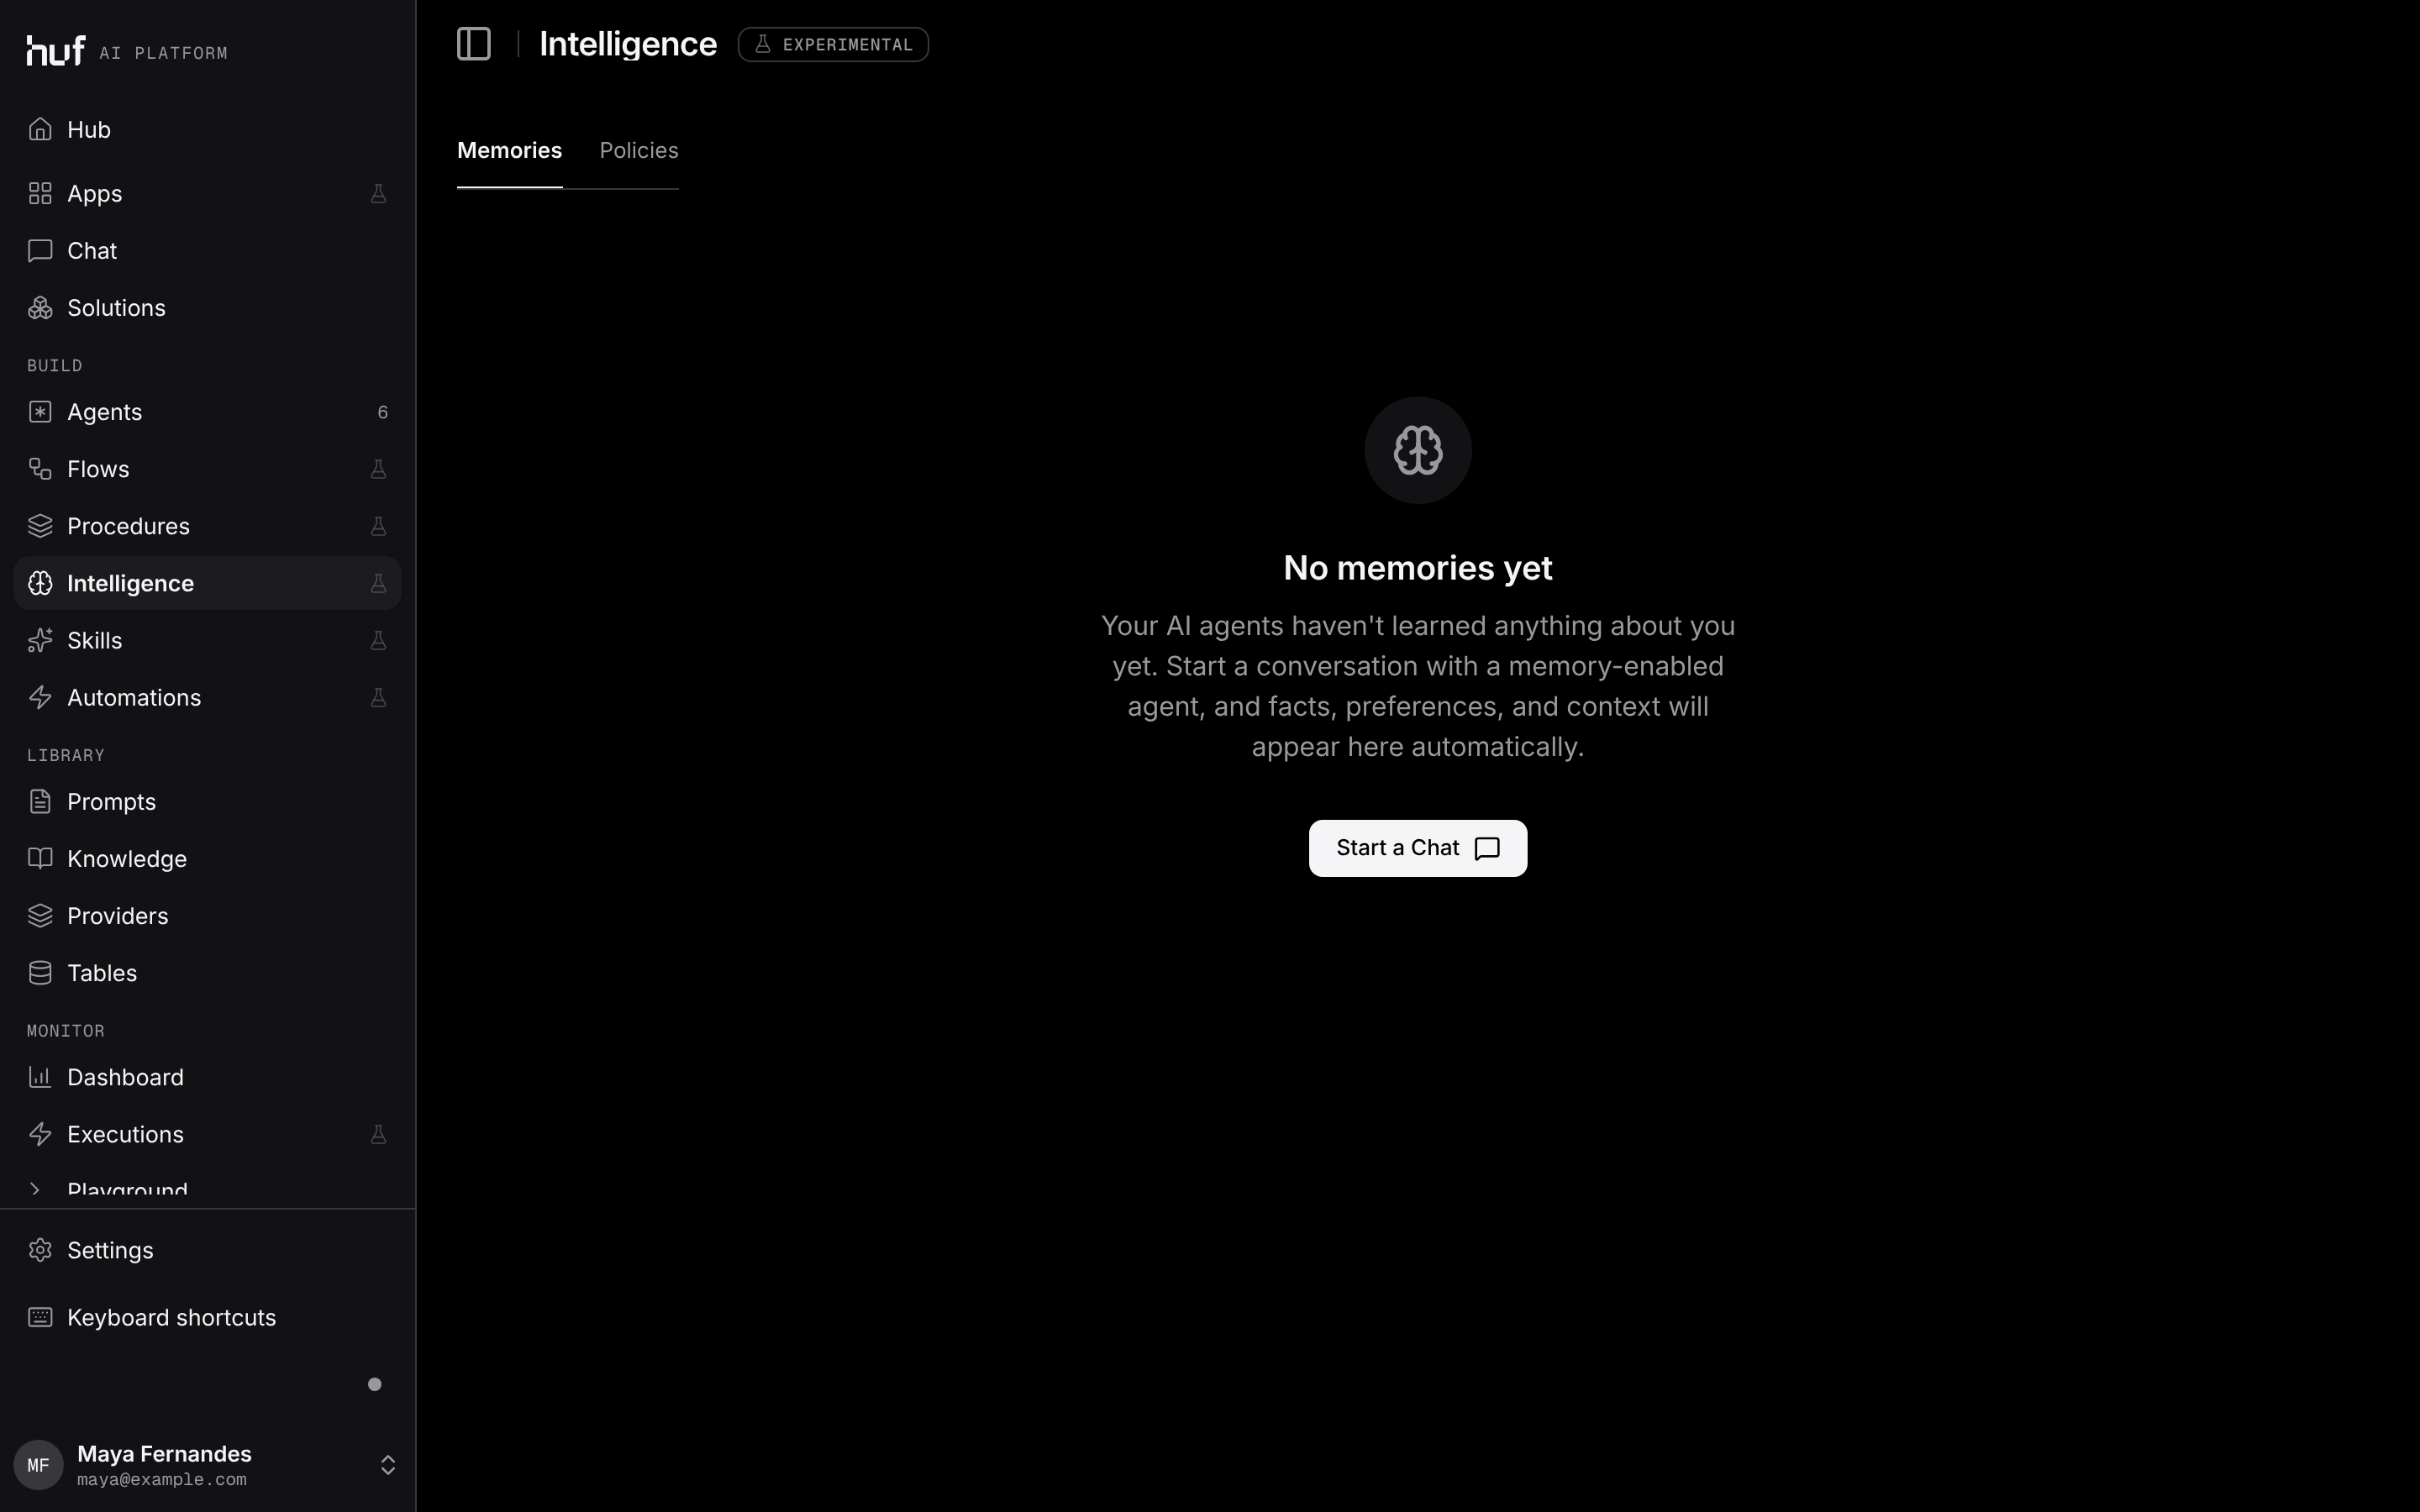 huf AI PLATFORM
Hub
Apps
Chat
Solutions
BUILD
Agents 6
Flows
Procedures
Intelligence
Skills
Automations
LIBRARY
Prompts
Knowledge
Providers
Tables
MONITOR
Dashboard
Executions
Playground
Settings
Keyboard shortcuts
MF
Maya Fernandes
maya@example.com
Intelligence
EXPERIMENTAL
Memories
Policies
No memories yet
Your AI agents haven't learned anything about you
yet. Start a conversation with a memory-enabled
agent, and facts, preferences, and context will
appear here automatically.
Start a Chat